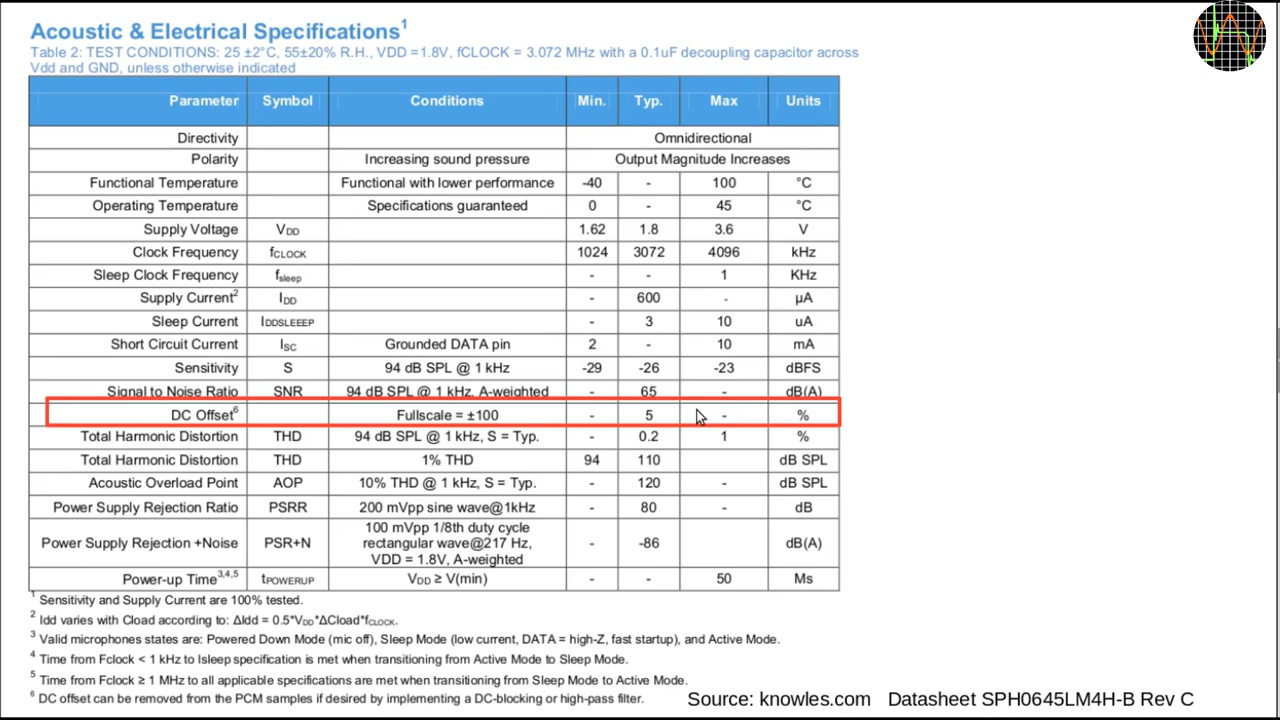 Acoustic & Electrical Specifications1
Table 2: TEST CONDITIONS: 25 ±2°C, 55±20% R.H., VDD =1.8V, fCLOCK = 3.072 MHz with a 0.1uF decoupling capacitor across
Vdd and GND, unless otherwise indicated
Parameter Symbol Conditions Min. Typ. Max Units
Directivity Omnidirectional
Polarity Increasing sound pressure Output Magnitude Increases
Functional Temperature Functional with lower performance -40 - 100 °C
Operating Temperature Specifications guaranteed 0 - 45 °C
Supply Voltage VDD 1.62 1.8 3.6 V
Clock Frequency fCLOCK 1024 3072 4096 kHz
Sleep Clock Frequency fsleep - - 1 KHz
Supply Current2 IDD - 600 - µA
Sleep Current IDDSLEEEP - 3 10 uA
Short Circuit Current ISC Grounded DATA pin 2 - 10 mA
Sensitivity S 94 dB SPL @ 1 kHz -29 -26 -23 dBFS
Signal to Noise Ratio SNR 94 dB SPL @ 1 kHz, A-weighted - 65 - dB(A)
DC Offset6 Fullscale = ±100 - 5 - %
Total Harmonic Distortion THD 94 dB SPL @ 1 kHz, S = Typ. - 0.2 1 %
Total Harmonic Distortion THD 1% THD 94 110 dB SPL
Acoustic Overload Point AOP 10% THD @ 1 kHz, S = Typ. - 120 - dB SPL
Power Supply Rejection Ratio PSRR 200 mVpp sine wave@1kHz - 80 - dB
Power Supply Rejection +Noise PSR+N 100 mVpp 1/8th duty cycle
rectangular wave@217 Hz,
VDD = 1.8V, A-weighted - -86 dB(A)
Power-up Time3,4,5 tPOWERUP VDD ≥ V(min) - - 50 Ms
1 Sensitivity and Supply Current are 100% tested.
2 Idd varies with Cload according to: ΔIdd = 0.5*VDD*ΔCload*fCLOCK.
3 Valid microphones states are: Powered Down Mode (mic off), Sleep Mode (low current, DATA = high-Z, fast startup), and Active Mode.
4 Time from Fclock < 1 kHz to Isleep specification is met when transitioning from Active Mode to Sleep Mode.
5 Time from Fclock ≥ 1 MHz to all applicable specifications are met when transitioning from Sleep Mode to Active Mode.
6 DC offset can be removed from the PCM samples if desired by implementing a DC-blocking or high-pass filter.
Source: knowles.com Datasheet SPH0645LM4H-B Rev C